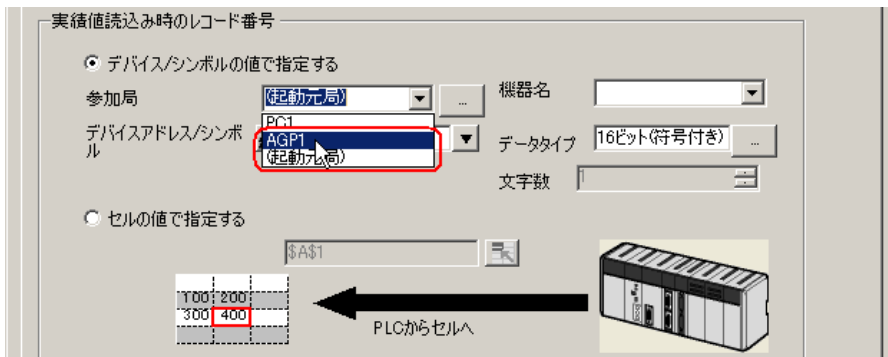 実績値読込み時のレコード番号
デバイス/シンボルの値で指定する
参加局
(起動元局)
...
機器名
PC1
AGP1
(起動元局)
デバイスアドレス/シンボ
ル
データタイプ
16ビット(符号付き)
...
文字数
1
セルの値で指定する
$A$1
100 200
300 400
PLCからセルへ